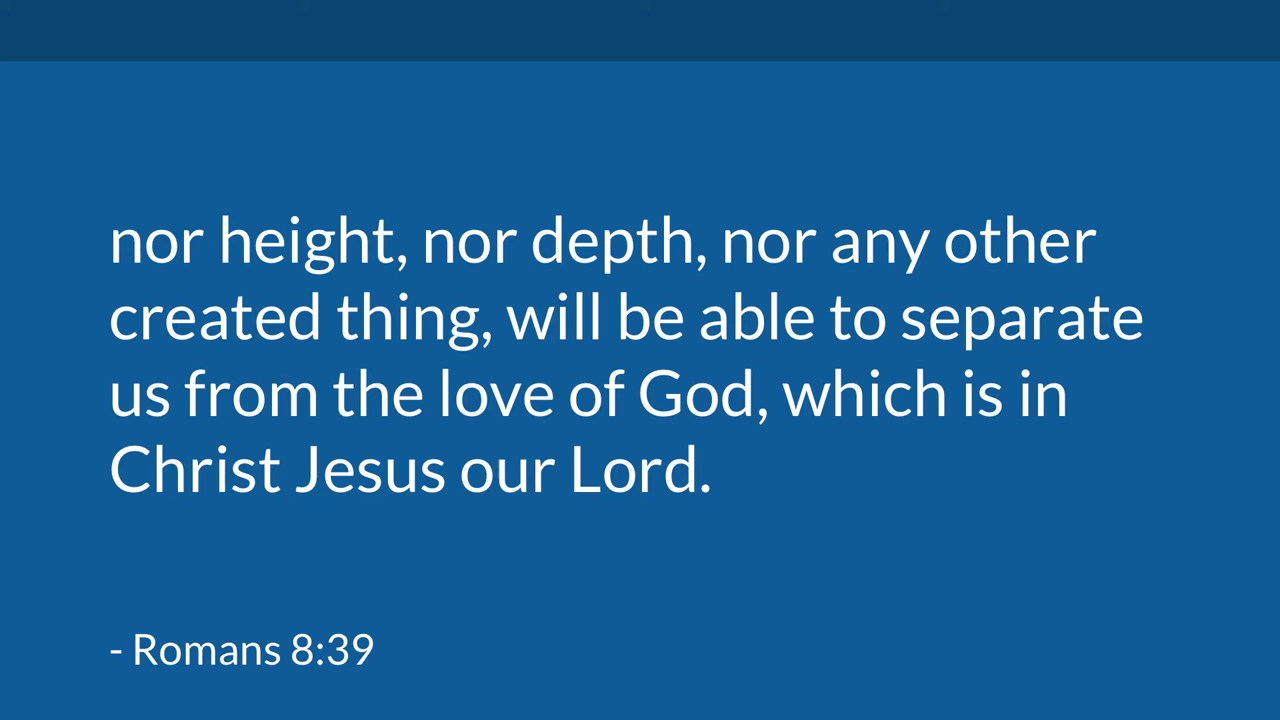 nor height, nor depth, nor any other
created thing, will be able to separate
us from the love of God, which is in
Christ Jesus our Lord.
- Romans 8:39